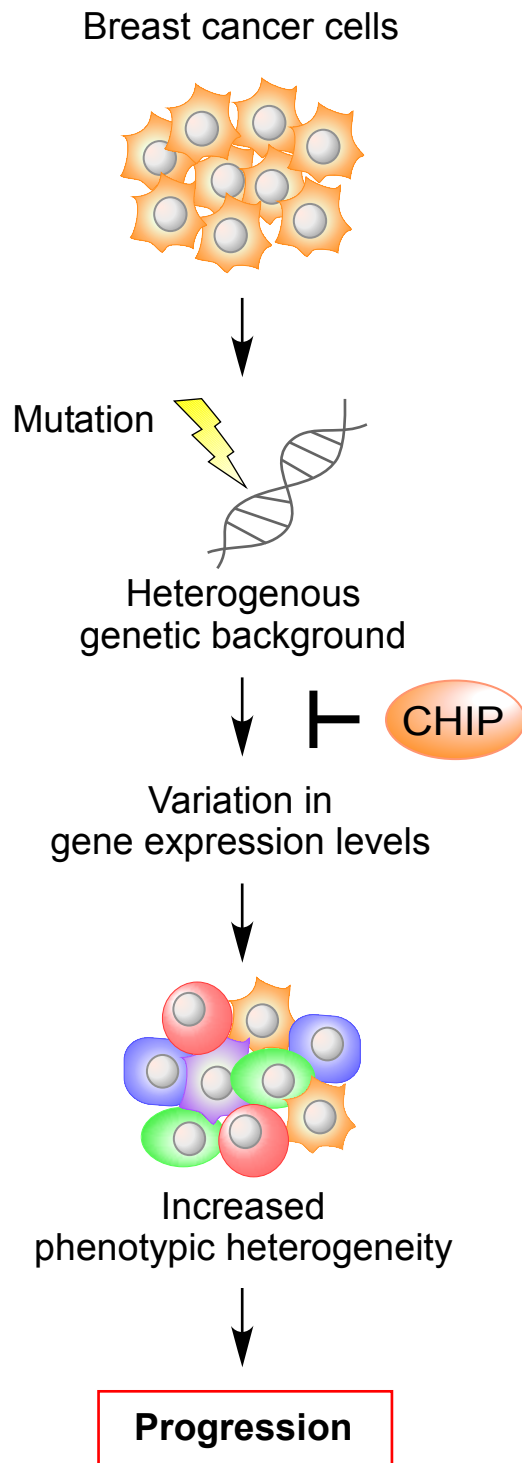 Breast cancer cells
Mutation
Heterogenous
genetic background
CHIP
Variation in
gene expression levels
Increased
phenotypic heterogeneity
Progression